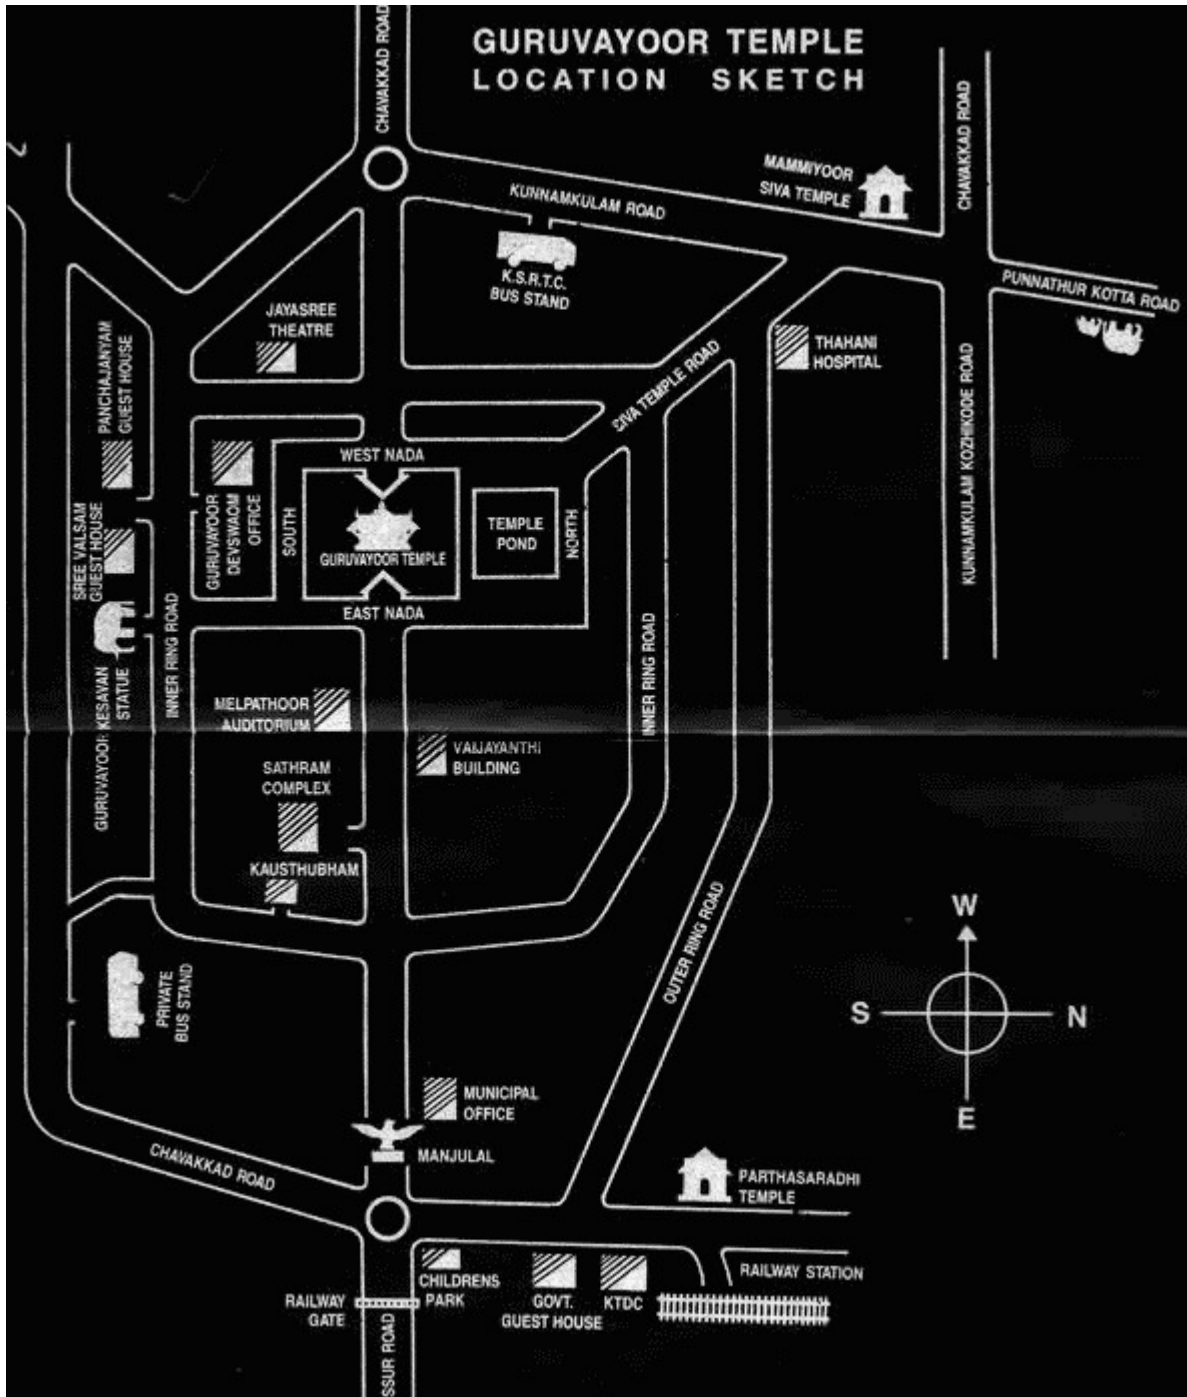 GURUVAYOOR TEMPLE
LOCATION SKETCH
CHAVAKKAD ROAD
CHAVAKKAD ROAD
MAMMIYOOR
SIVA TEMPLE
KUNNAMKULAM ROAD
K.S.R.T.C.
BUS STAND
PUNNATHUR KOTTA ROAD
JAYASREE
THEATRE
THAHANI
HOSPITAL
PANCHAJANYAM
GUEST HOUSE
SIVA TEMPLE ROAD
KUNNAMKULAM KOZHIKODE ROAD
WEST NADA
GURUVAYOOR
DEVSWAOM
OFFICE
SOUTH
TEMPLE
POND
NORTH
SREE VALSAM
GUEST HOUSE
GURUVAYOOR TEMPLE
EAST NADA
INNER RING ROAD
INNER RING ROAD
GURUVAYOOR KESAVAN
STATUE
MELPATHOOR
AUDITORIUM
VAIJAYANTHI
BUILDING
SATHRAM
COMPLEX
KAUSTHUBHAM
OUTER RING ROAD
W
S
N
E
PRIVATE
BUS STAND
MUNICIPAL
OFFICE
MANJULAL
CHAVAKKAD ROAD
PARTHASARADHI
TEMPLE
RAILWAY STATION
CHILDRENS
PARK
GOVT.
GUEST HOUSE
KTDC
RAILWAY
GATE
SSUR ROAD